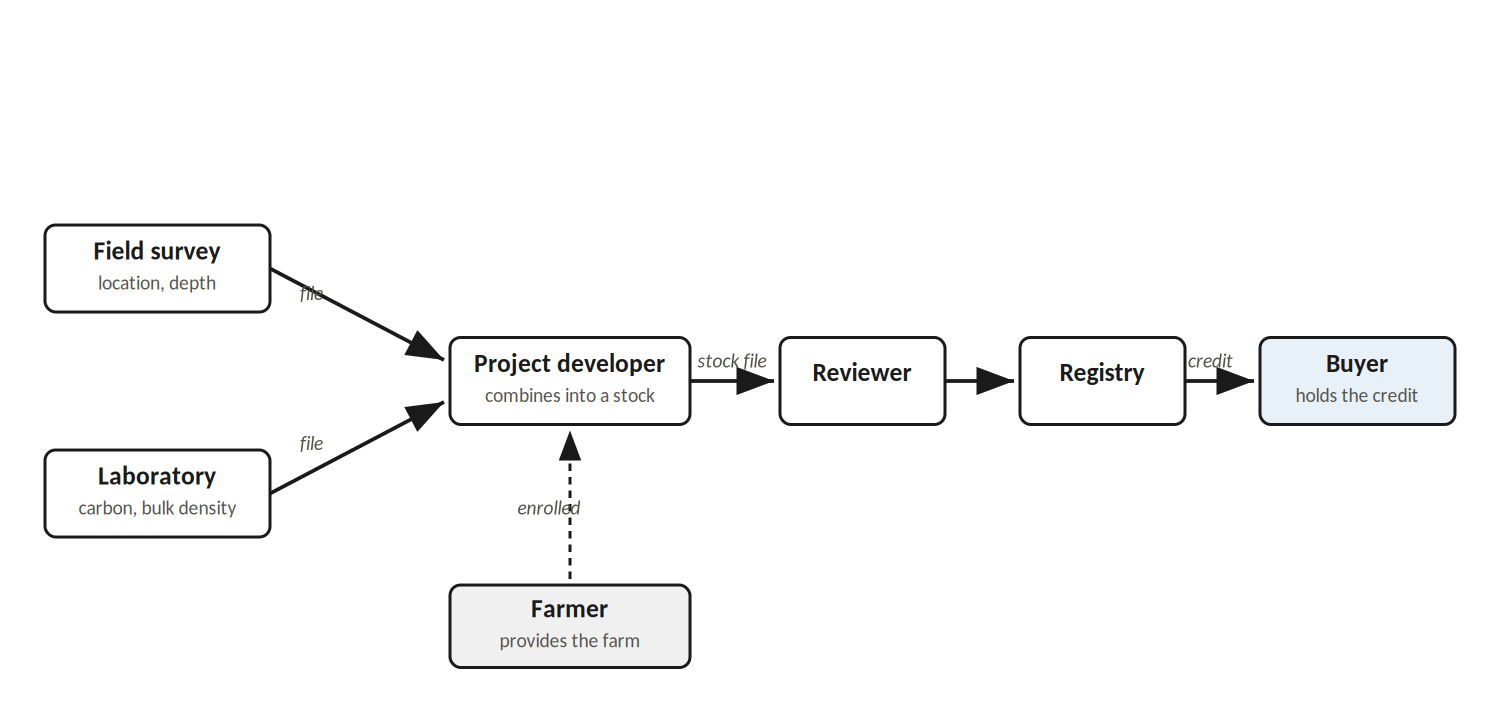 Field survey
location, depth
file
Laboratory
carbon, bulk density
file
Project developer
combines into a stock
stock file
Reviewer
Registry
credit
Buyer
holds the credit
enrolled
Farmer
provides the farm